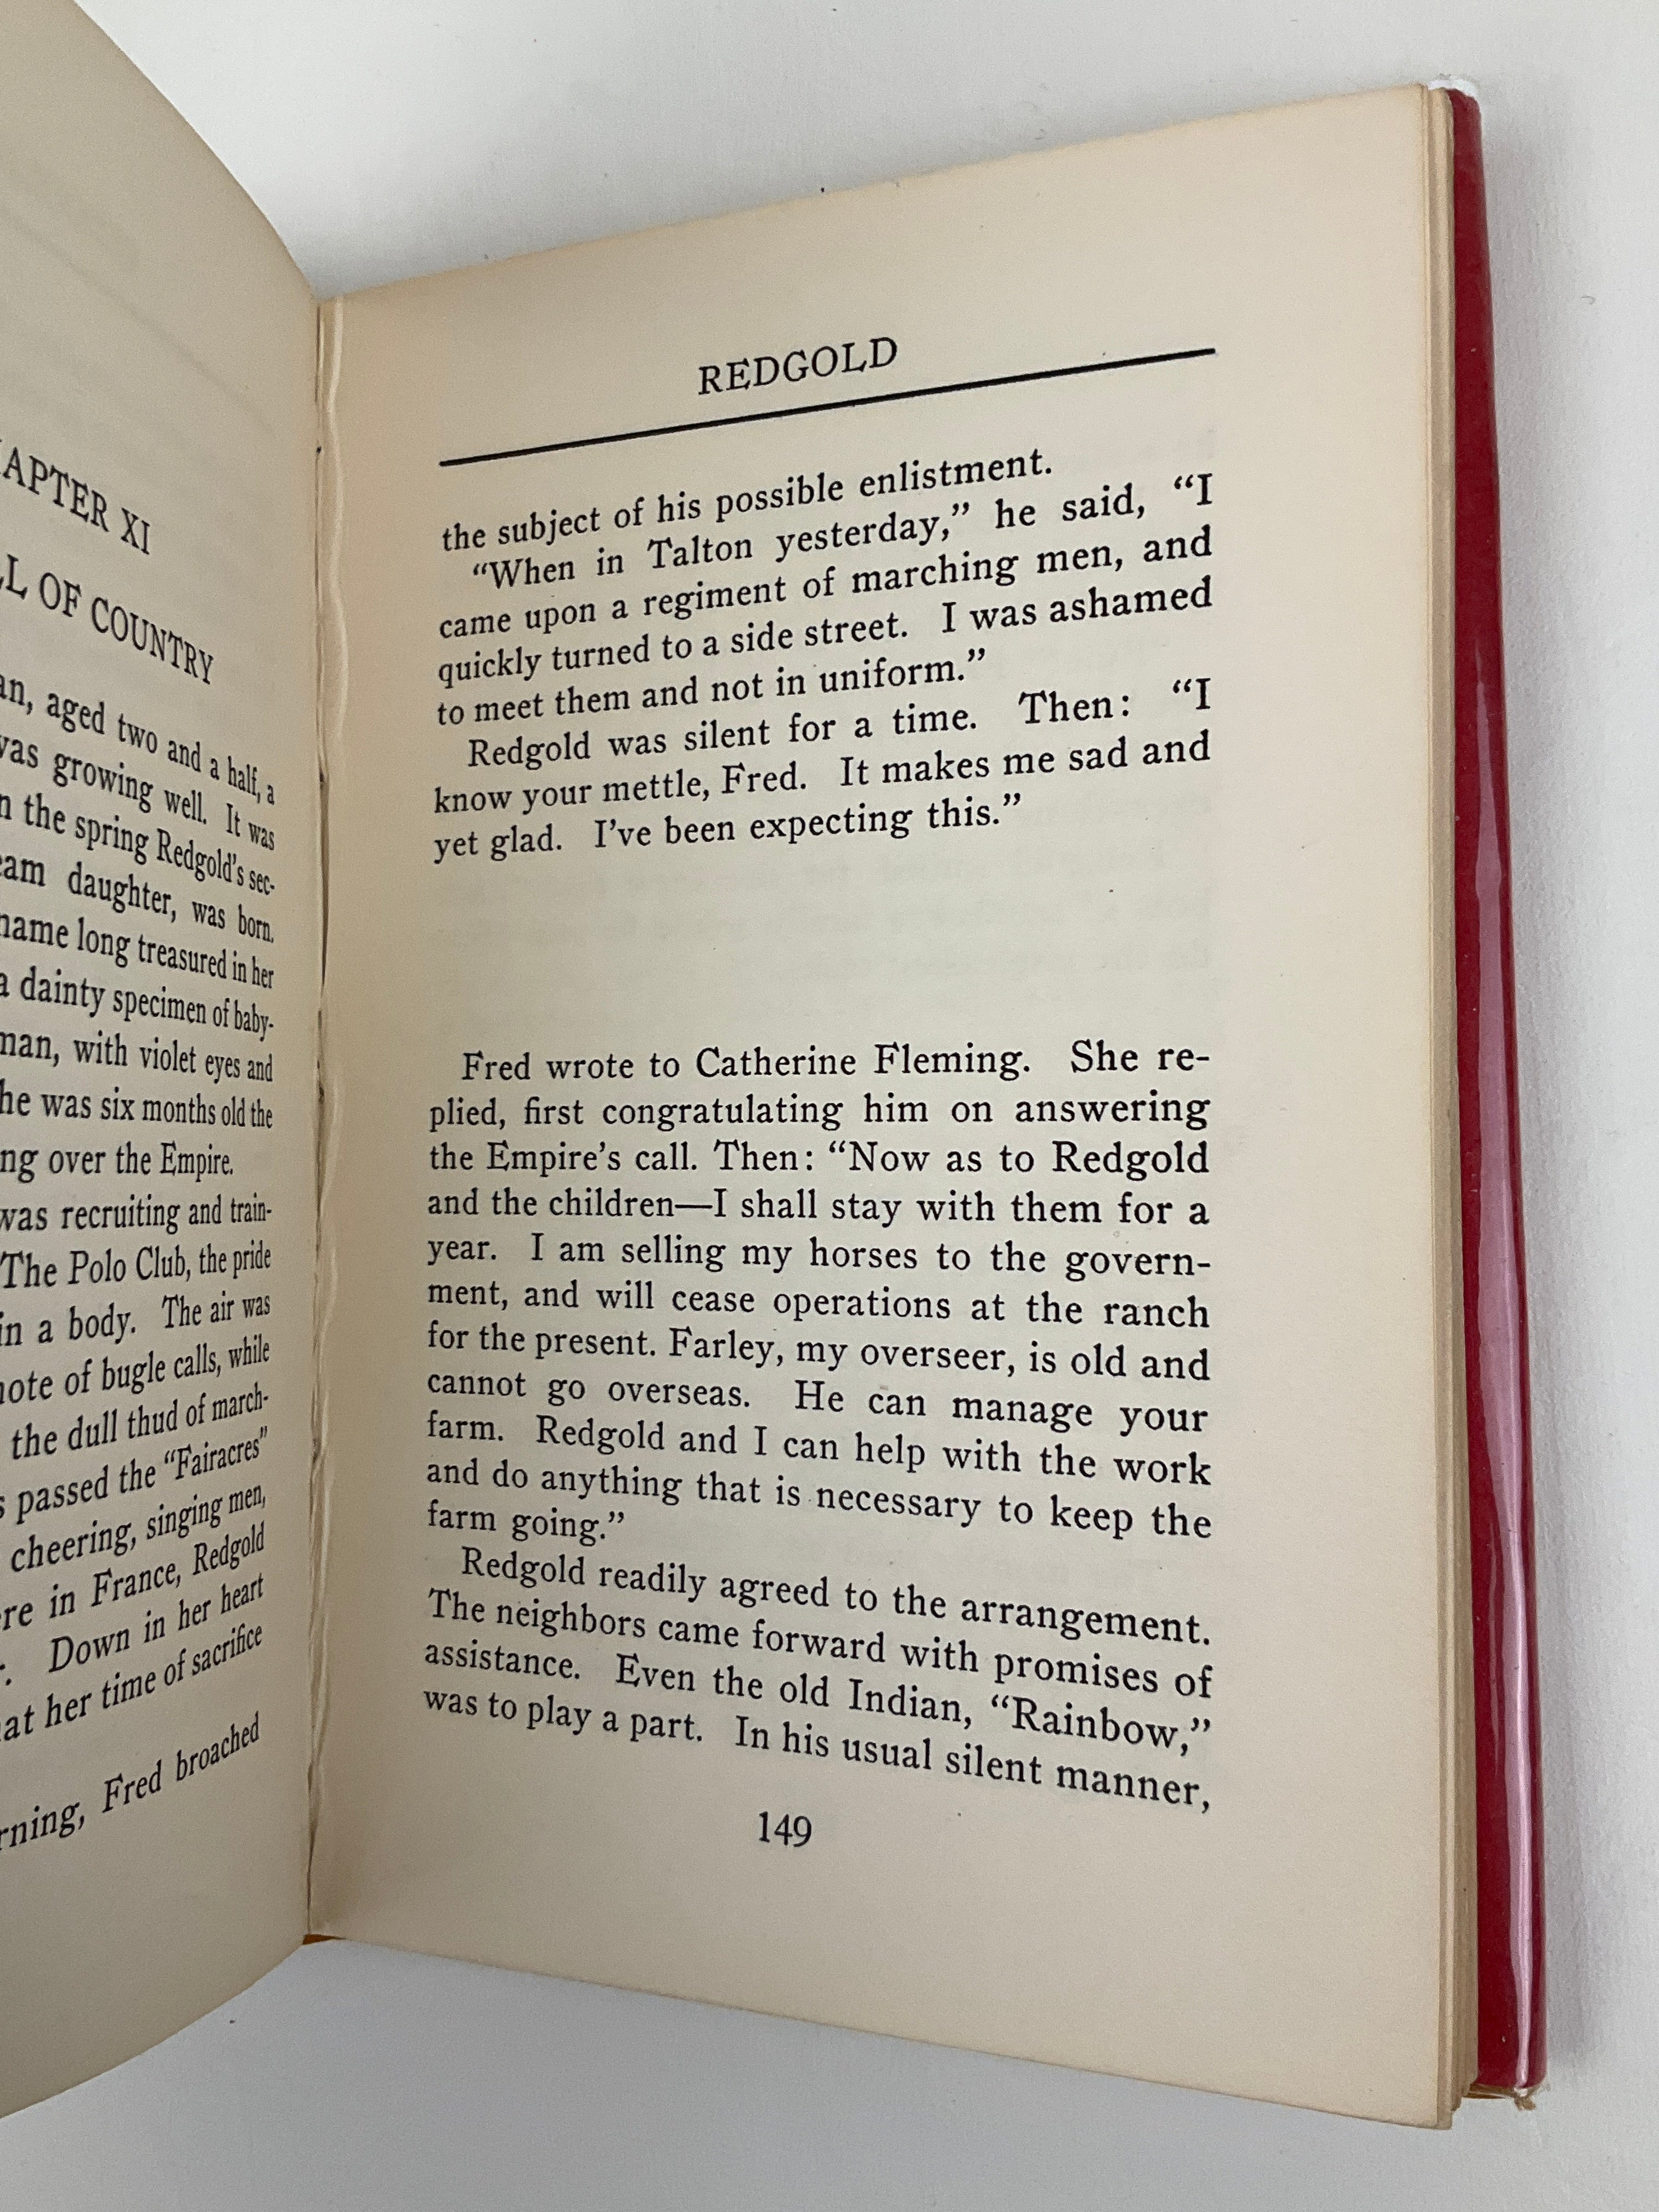 APTER XI
OF COUNTRY
aged two and a half, a
was growing well. It was
the spring Redgold's sec-
daughter, was born.
name long treasured in her
a dainty specimen of baby-
man, with violet eyes and
he was six months old the
over the Empire.
was recruiting and train-
The Polo Club, the pride
in a body. The air was
note of bugle calls, while
the dull thud of march-
passed the "Fairacres"
cheering, singing men,
in France, Redgold
Down in her heart
her time of sacrifice
Fred broached
REDGOLD
the subject of his possible enlistment.
"When in Talton yesterday," he said, "I
came upon a regiment of marching men, and
quickly turned to a side street. I was ashamed
to meet them and not in uniform."
Redgold was silent for a time. Then: "I
know your mettle, Fred. It makes me sad and
yet glad. I've been expecting this."
Fred wrote to Catherine Fleming. She re-
plied, first congratulating him on answering
the Empire's call. Then: "Now as to Redgold
and the children—I shall stay with them for a
year. I am selling my horses to the govern-
ment, and will cease operations at the ranch
for the present. Farley, my overseer, is old and
cannot go overseas. He can manage your
farm. Redgold and I can help with the work
and do anything that is necessary to keep the
farm going."
Redgold readily agreed to the arrangement.
The neighbors came forward with promises of
assistance. Even the old Indian, "Rainbow,"
was to play a part. In his usual silent manner,
149